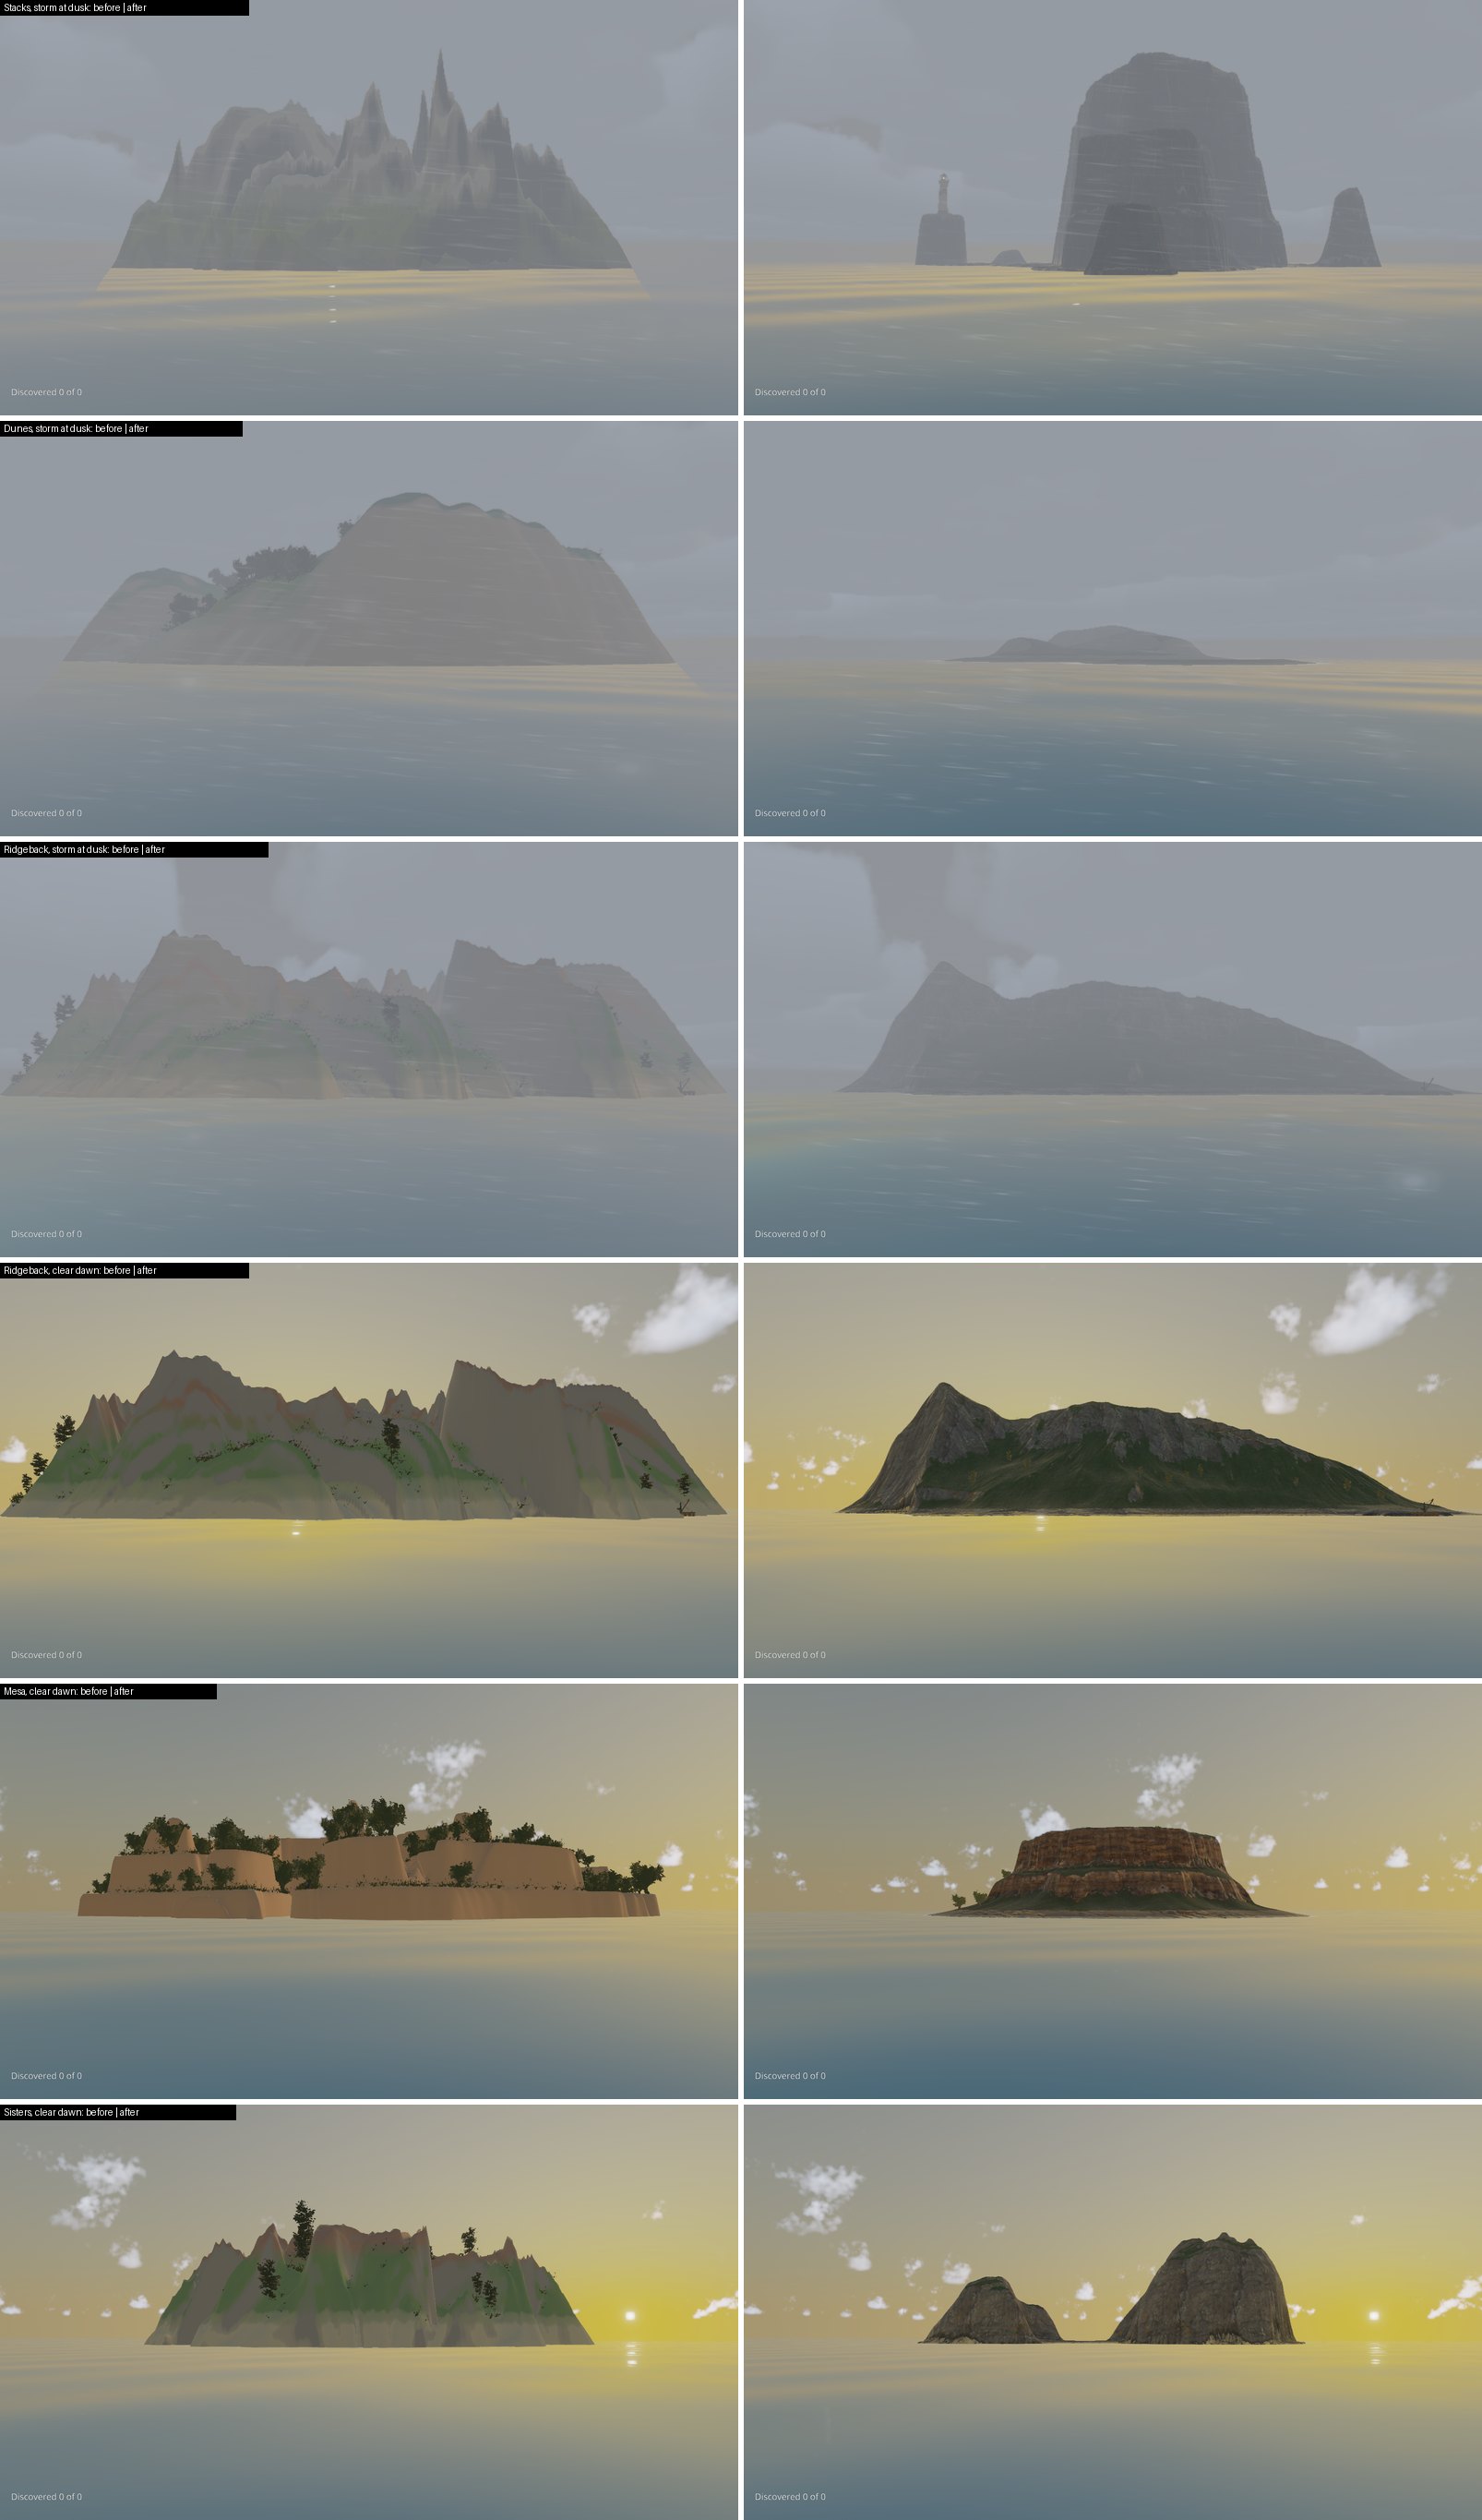 Stacks, storm at dusk: before | after
Discovered 0 of 0
Discovered 0 of 0
Dunes, storm at dusk: before | after
Discovered 0 of 0
Discovered 0 of 0
Ridgeback, storm at dusk: before | after
Discovered 0 of 0
Discovered 0 of 0
Ridgeback, clear dawn: before | after
Discovered 0 of 0
Discovered 0 of 0
Mesa, clear dawn: before | after
Discovered 0 of 0
Discovered 0 of 0
Sisters, clear dawn: before | after
Discovered 0 of 0
Discovered 0 of 0